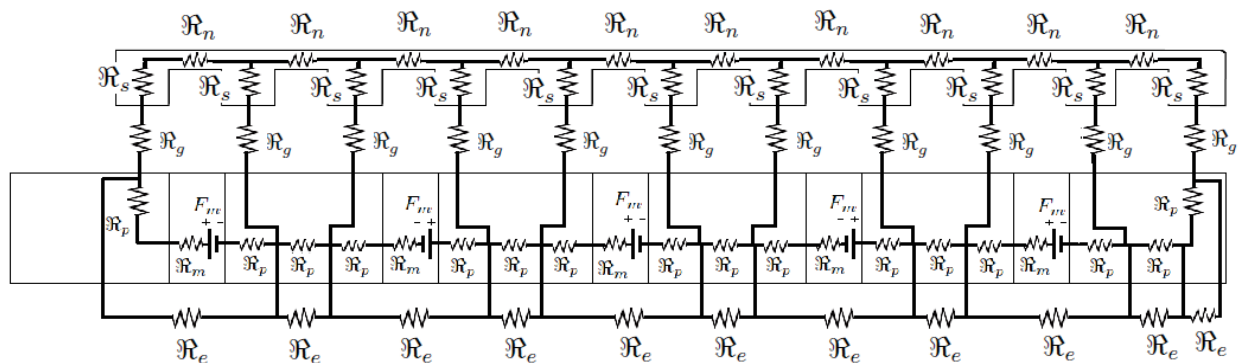 ℜn ℜn ℜn ℜn ℜn ℜn ℜn ℜn ℜn ℜn
ℜs ℜs ℜs ℜs ℜs ℜs ℜs ℜs ℜs ℜs ℜs
ℜg ℜg ℜg ℜg ℜg ℜg ℜg ℜg ℜg ℜg ℜg
Fm Fm Fm Fm Fm
+ - - + + - - + + -
ℜp ℜp
ℜm ℜp ℜp ℜp ℜm ℜp ℜp ℜp ℜm ℜp ℜp ℜm ℜp ℜp ℜp ℜm ℜp ℜp
ℜe ℜe ℜe ℜe ℜe ℜe ℜe ℜe ℜe ℜe ℜe